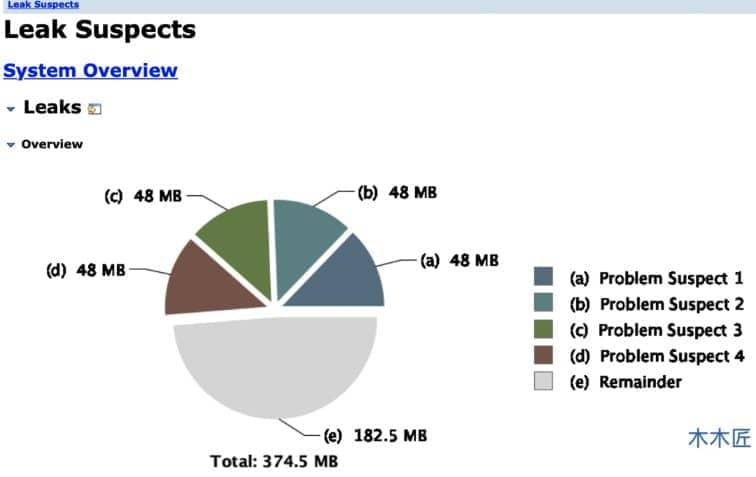 Leak Suspects
Leak Suspects
System Overview
Leaks
Overview
(c) 48 MB
(b) 48 MB
(d) 48 MB
(a) 48 MB
(a) Problem Suspect 1
(b) Problem Suspect 2
(c) Problem Suspect 3
(d) Problem Suspect 4
(e) Remainder
(e) 182.5 MB
Total: 374.5 MB
木木匠